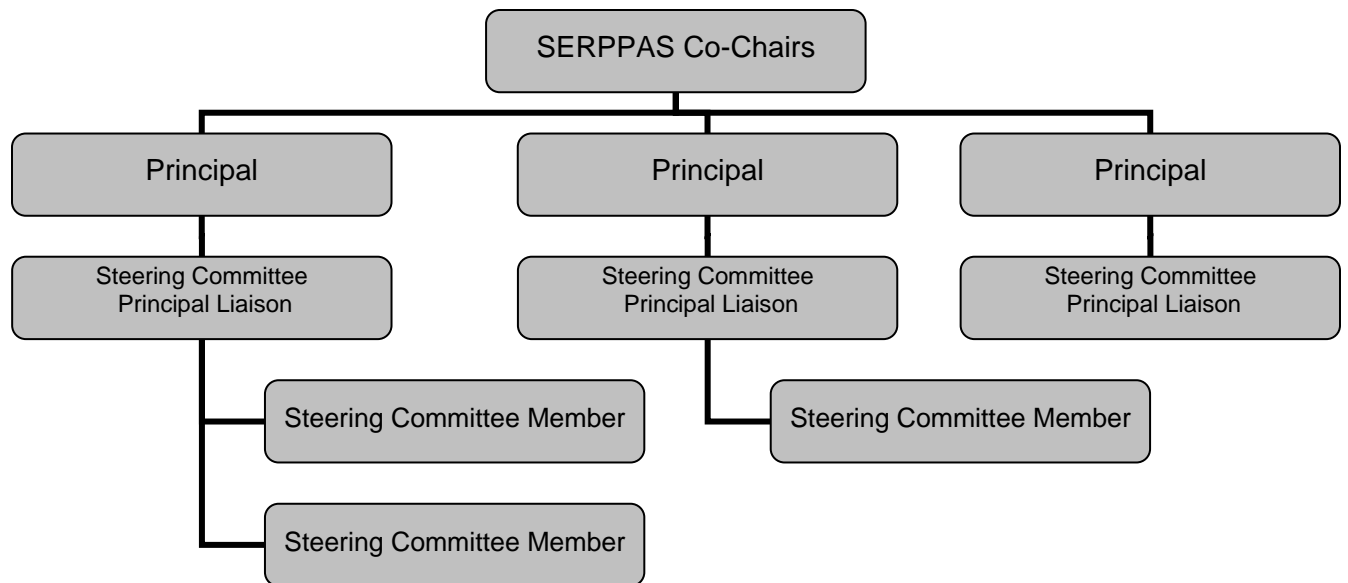 SERPPAS Co-Chairs
Principal
Principal
Principal
Steering Committee
Principal Liaison
Steering Committee
Principal Liaison
Steering Committee
Principal Liaison
Steering Committee Member
Steering Committee Member
Steering Committee Member